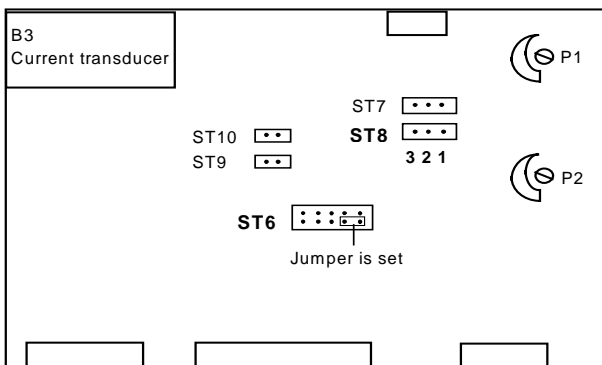 B3
Current transducer
P1
ST7
ST10
ST8
ST9
3 2 1
P2
ST6
Jumper is set